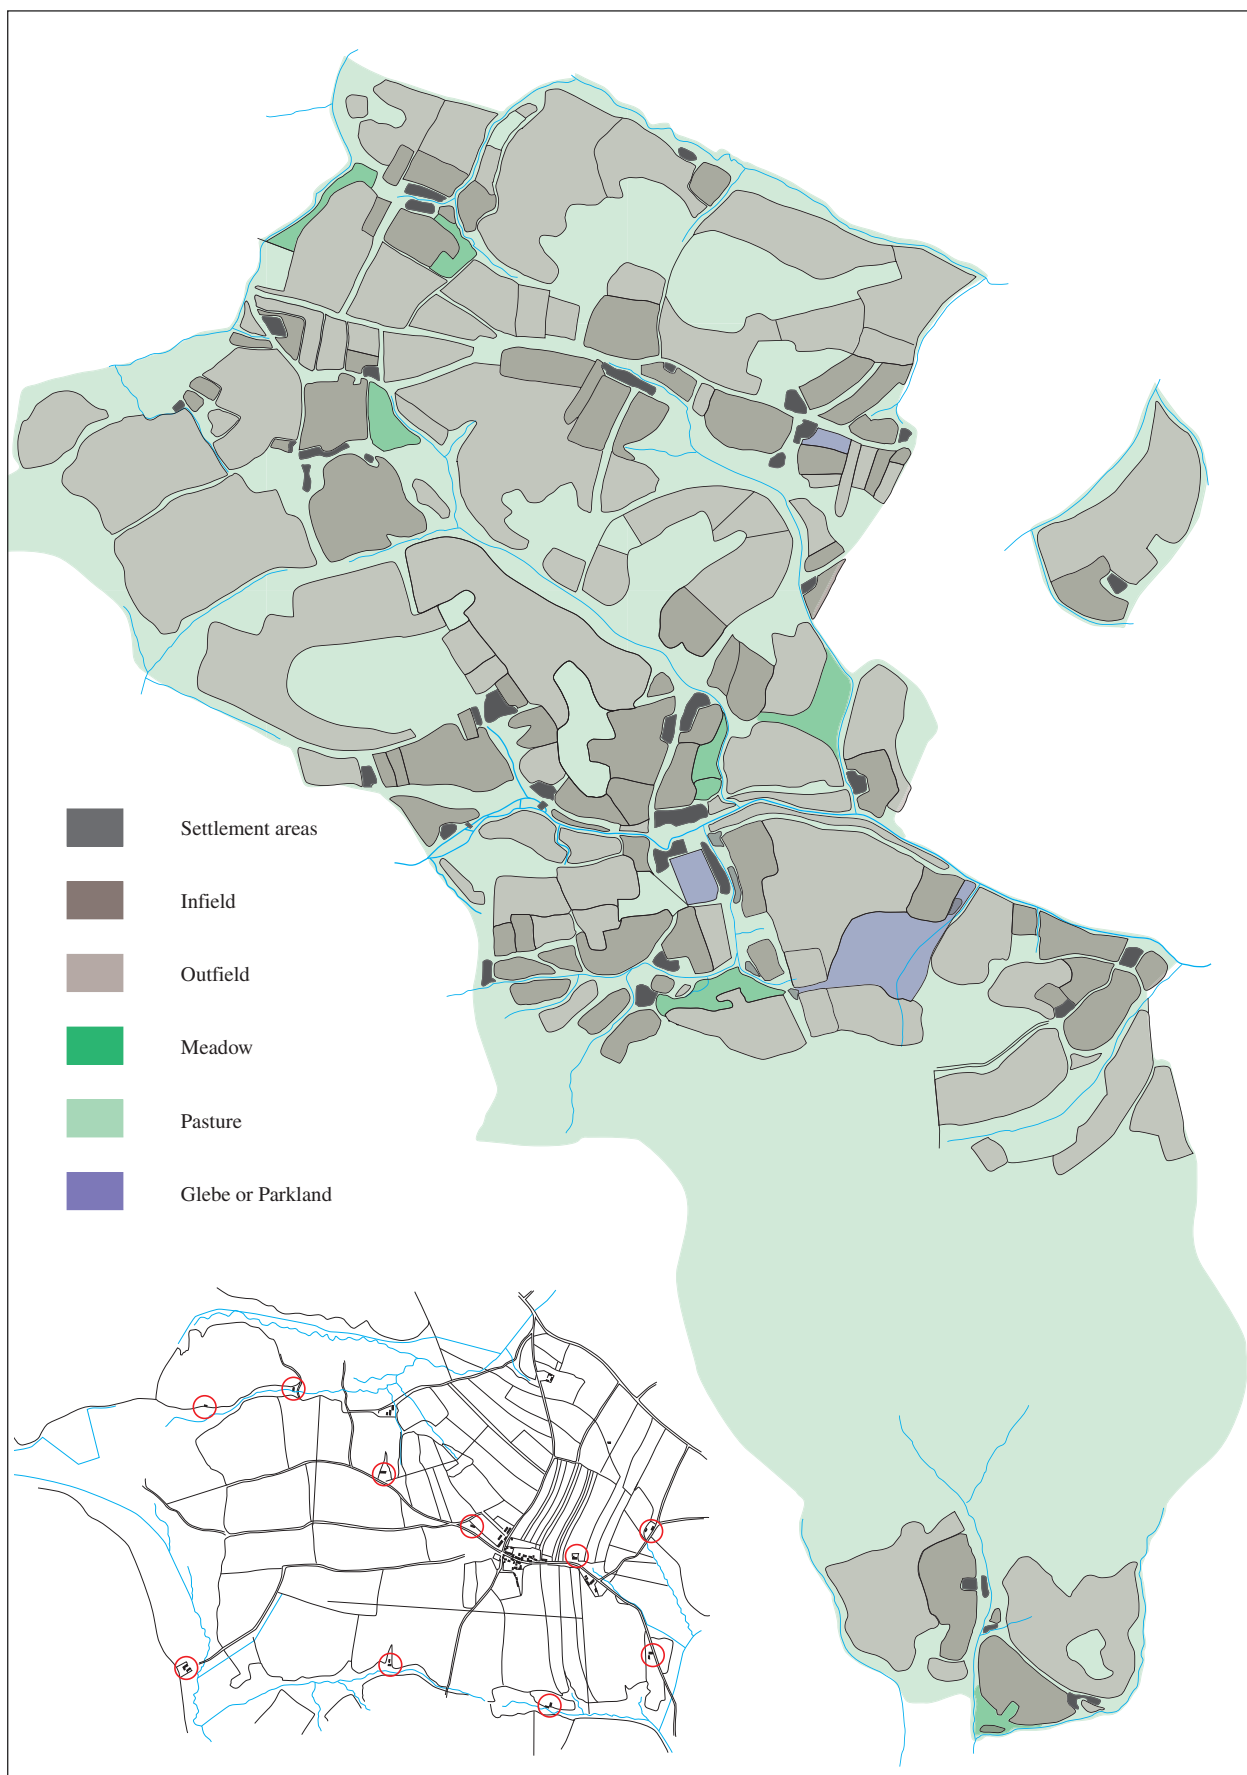 Settlement areas
Infield
Outfield
Meadow
Pasture
Glebe or Parkland